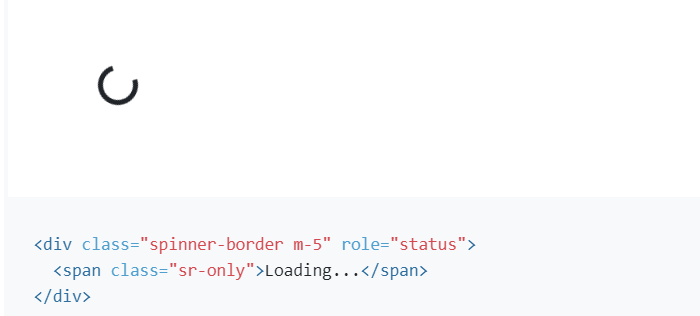 <div class="spinner-border m-5" role="status">
  <span class="sr-only">Loading...</span>
</div>